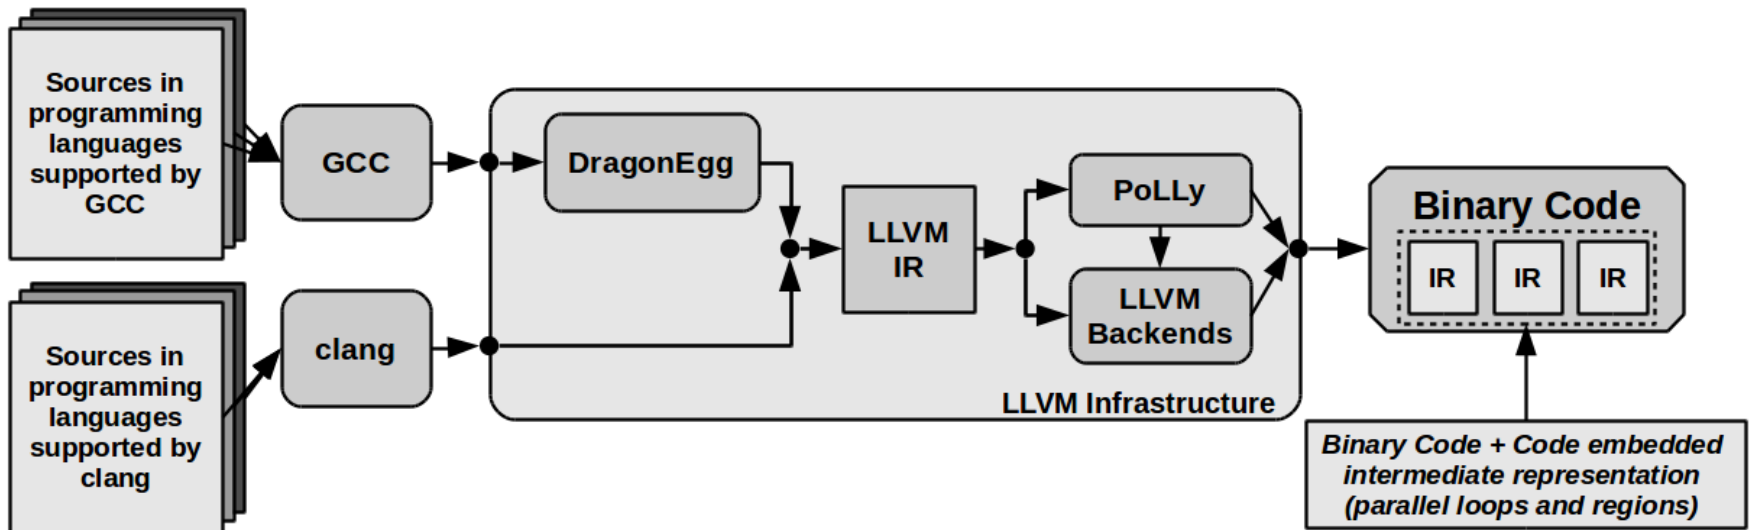 Sources in
programming
languages
supported by
GCC
GCC
DragonEgg
LLVM
IR
PoLLy
LLVM
Backends
LLVM Infrastructure
Binary Code
IR
IR
IR
Sources in
programming
languages
supported by
clang
clang
Binary Code + Code embedded
intermediate representation
(parallel loops and regions)